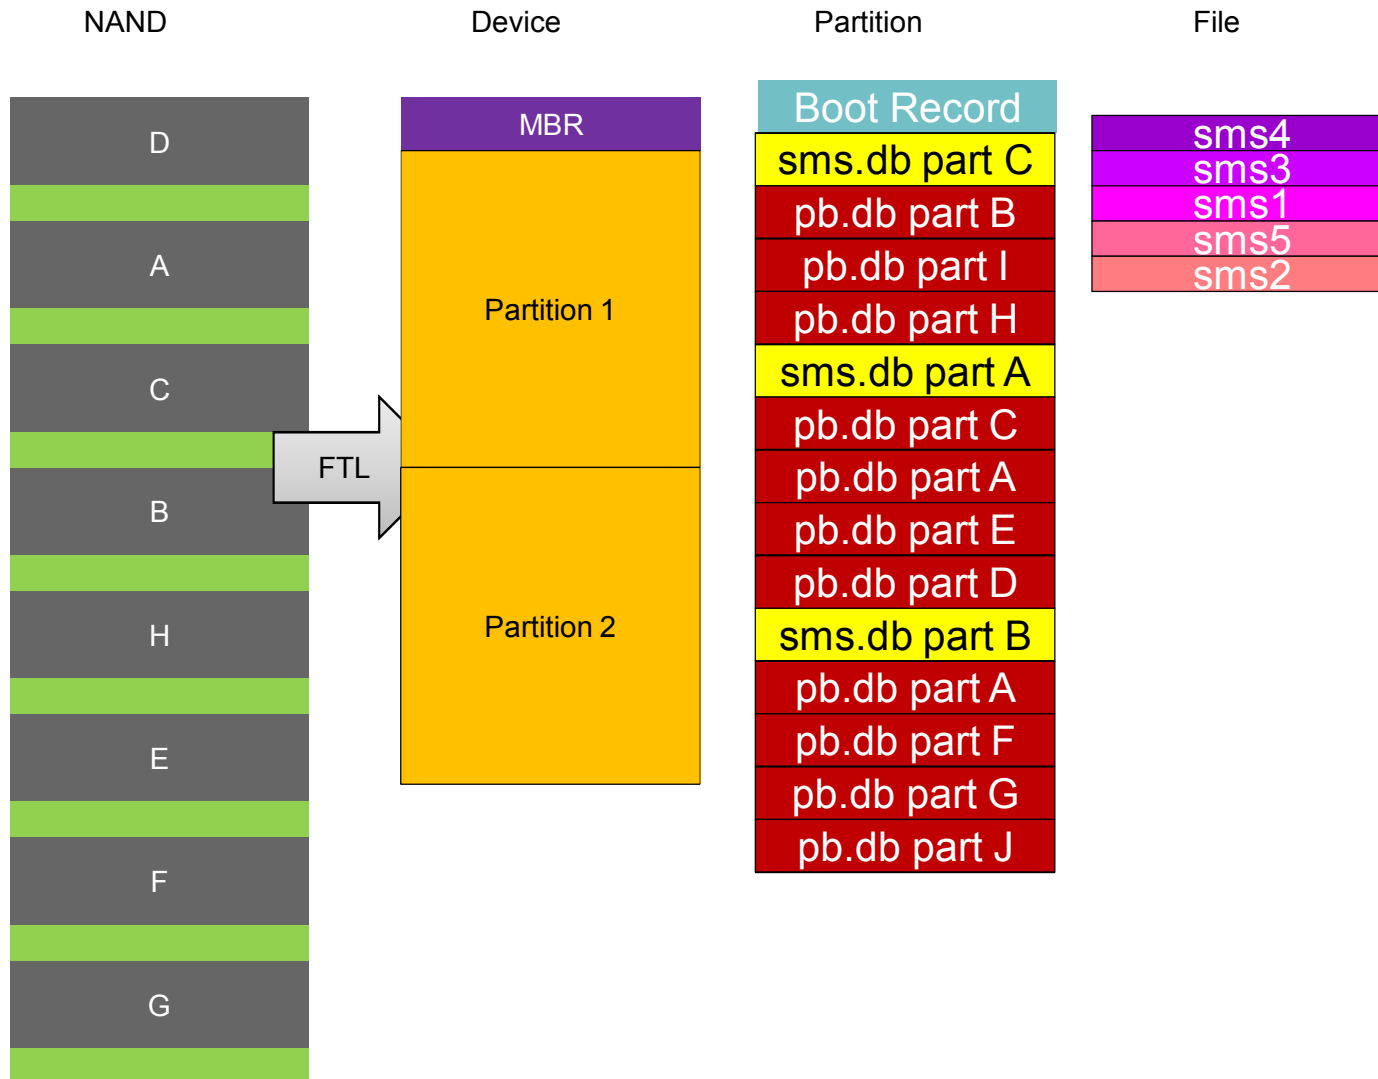 NAND
Device
Partition
File
D
A
C
B
H
E
F
G
FTL
MBR
Partition 1
Partition 2
Boot Record
sms.db part C
pb.db part B
pb.db part I
pb.db part H
sms.db part A
pb.db part C
pb.db part A
pb.db part E
pb.db part D
sms.db part B
pb.db part A
pb.db part F
pb.db part G
pb.db part J
sms4
sms3
sms1
sms5
sms2